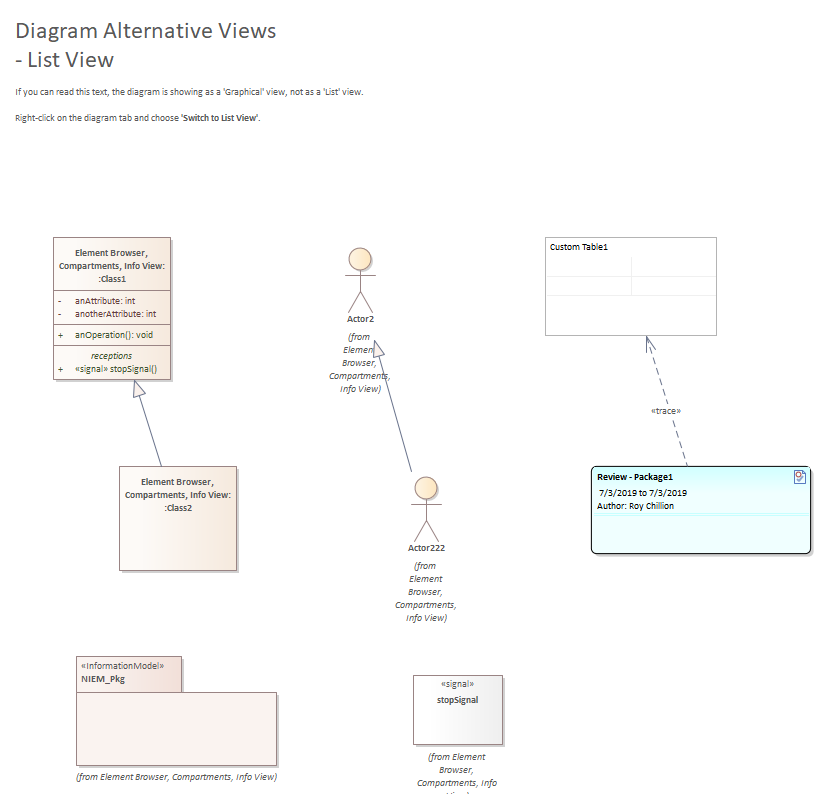 Diagram Alternative Views
- List View
If you can read this text, the diagram is showing as a 'Graphical' view, not as a 'List' view.
Right-click on the diagram tab and choose 'Switch to List View'.
Element Browser,
Compartments, Info View:
:Class1
- anAttribute: int
- anotherAttribute: int
+ anOperation(): void
receptions
+ «signal» stopSignal()
Actor2
(from
Element
Browser,
Compartments,
Info View)
Custom Table1
«trace»
Element Browser,
Compartments, Info View:
:Class2
Actor222
(from
Element
Browser,
Compartments,
Info View)
Review - Package1
7/3/2019 to 7/3/2019
Author: Roy Chillion
«InformationModel»
NIEM_Pkg
(from Element Browser, Compartments, Info View)
«signal»
stopSignal
(from Element
Browser,
Compartments, Info